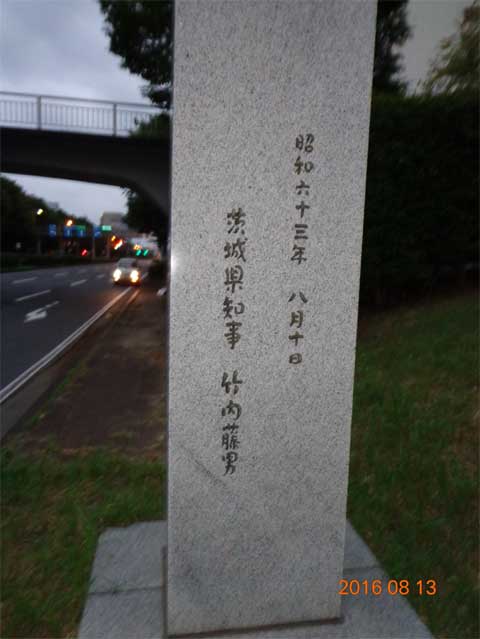 昭和六十三年 八月十日
茨城県知事 竹内藤男
2016 08 13